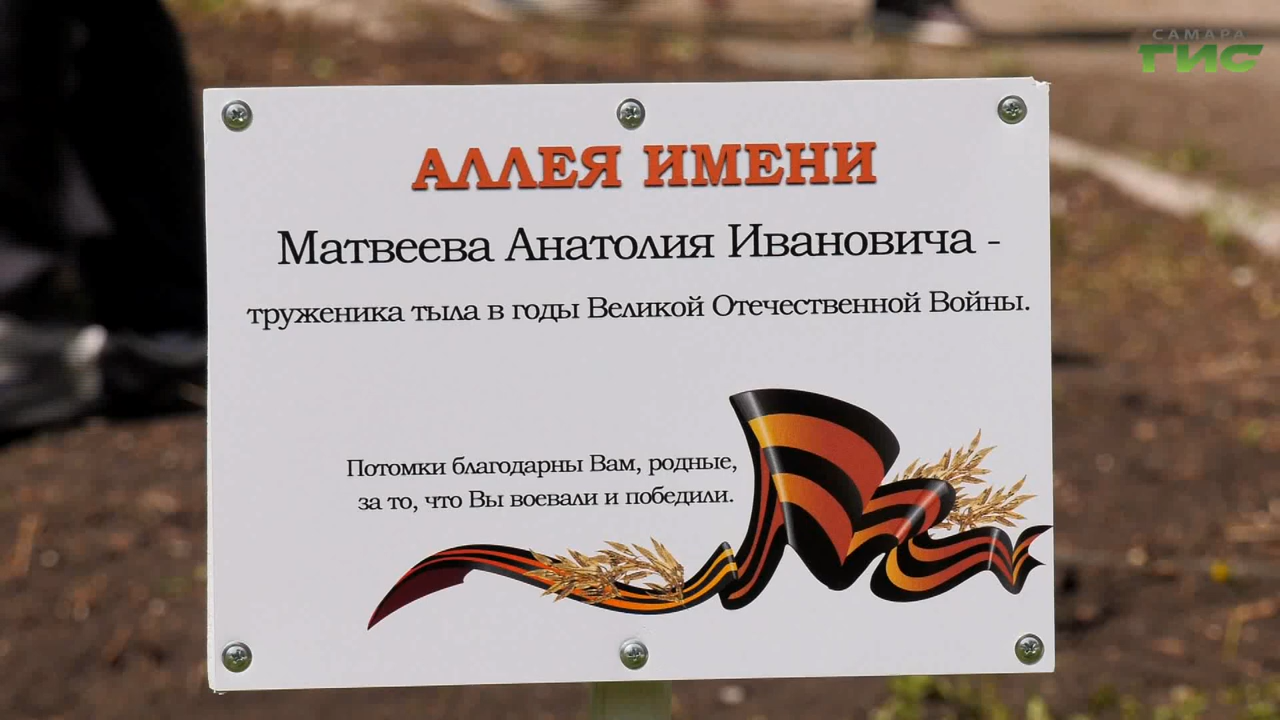 САМАРА
ГИС
АЛЛЕЯ ИМЕНИ
Матвеева Анатолия Ивановича -
труженика тыла в годы Великой Отечественной Войны.
Потомки благодарны Вам, родные,
за то, что Вы воевали и победили.